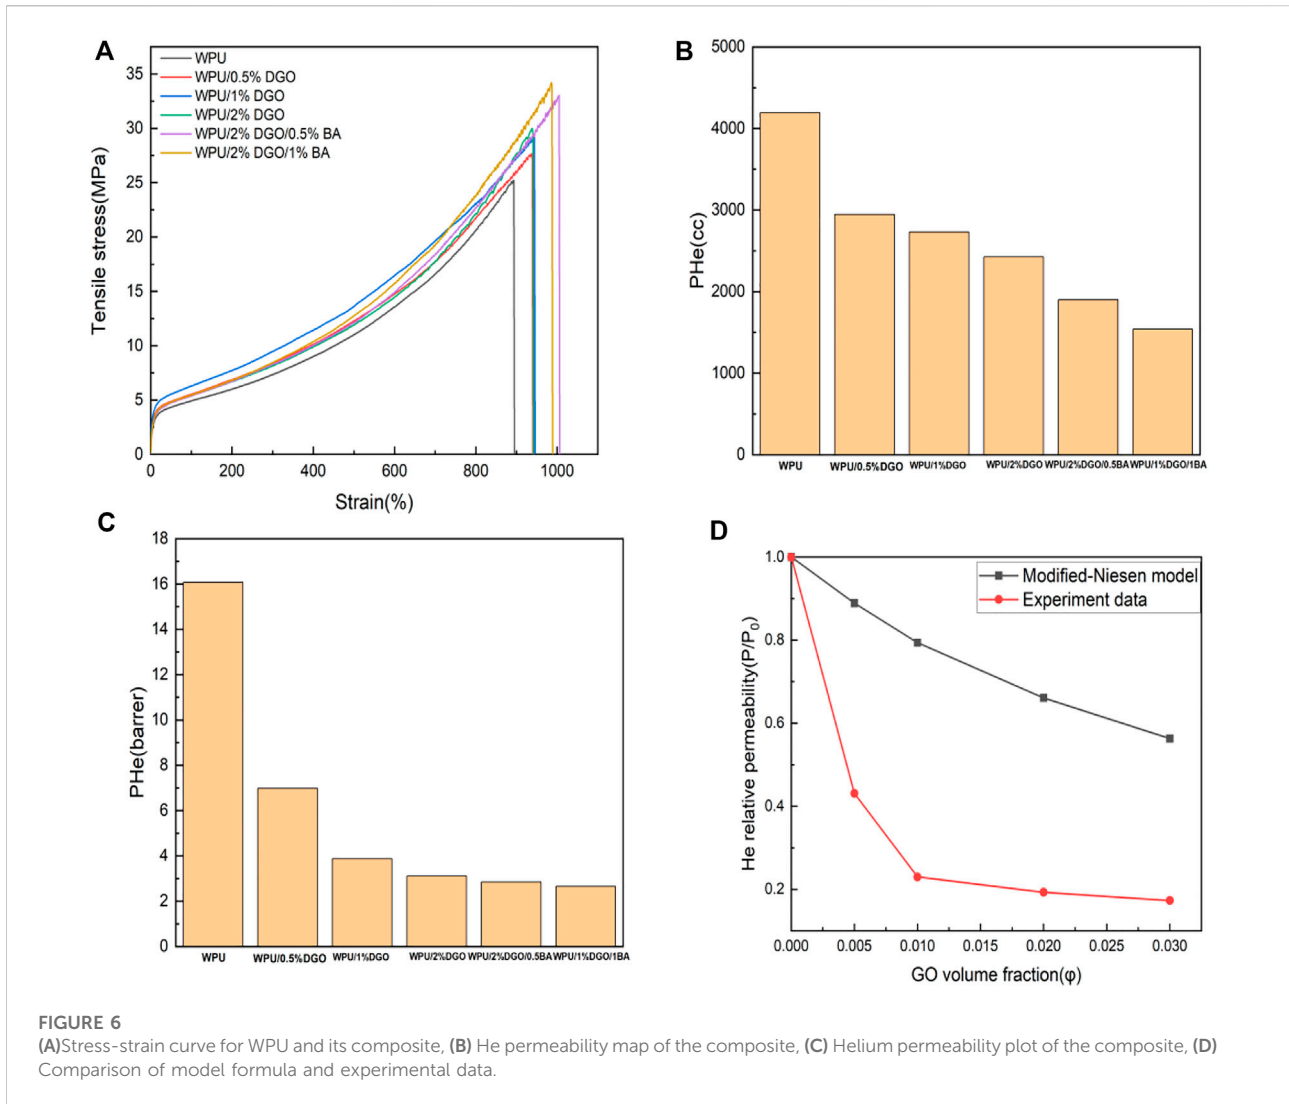 A
WPU
WPU/0.5% DGO
WPU/1% DGO
WPU/2% DGO
WPU/2% DGO/0.5% BA
WPU/2% DGO/1% BA
35
30
25
20
15
10
5
0
Tensile stress(MPa)
0 200 400 600 800 1000
Strain(%)
B
5000
4000
3000
2000
1000
0
PHe(cc)
WPU WPU/0.5%DGO WPU/1%DGO WPU/2%DGO WPU/2%DGO/0.5BA WPU/1%DGO/1BA
C
18
16
14
12
10
8
6
4
2
0
PHe(barrer)
WPU WPU/0.5%DGO WPU/1%DGO WPU/2%DGO WPU/2%DGO/0.5BA WPU/1%DGO/1BA
D
Modified-Niesen model
Experiment data
1.0
0.8
0.6
0.4
0.2
He relative permeability(P/P₀)
0.000 0.005 0.010 0.015 0.020 0.025 0.030
GO volume fraction(φ)
FIGURE 6
(A)Stress-strain curve for WPU and its composite, (B) He permeability map of the composite, (C) Helium permeability plot of the composite, (D)
Comparison of model formula and experimental data.